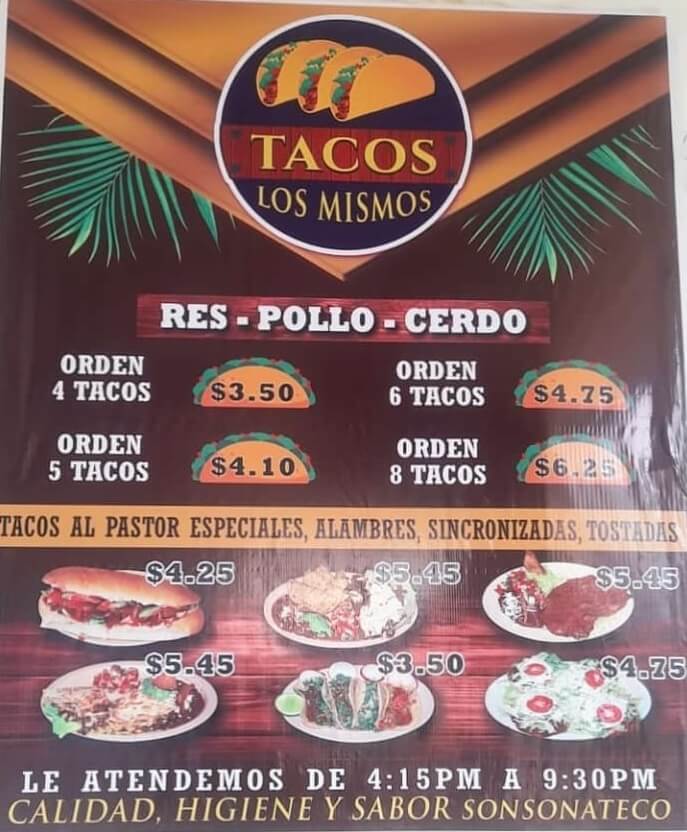 TACOS
LOS MISMOS
RES - POLLO - CERDO
ORDEN
4 TACOS
$3.50
ORDEN
6 TACOS
$4.75
ORDEN
5 TACOS
$4.10
ORDEN
8 TACOS
$6.25
TACOS AL PASTOR ESPECIALES, ALAMBRES, SINCRONIZADAS, TOSTADAS
$4.25
$5.45
$5.45
$5.45
$3.50
$4.75
LE ATENDEMOS DE 4:15PM A 9:30PM
CALIDAD, HIGIENE Y SABOR SONSONATECO